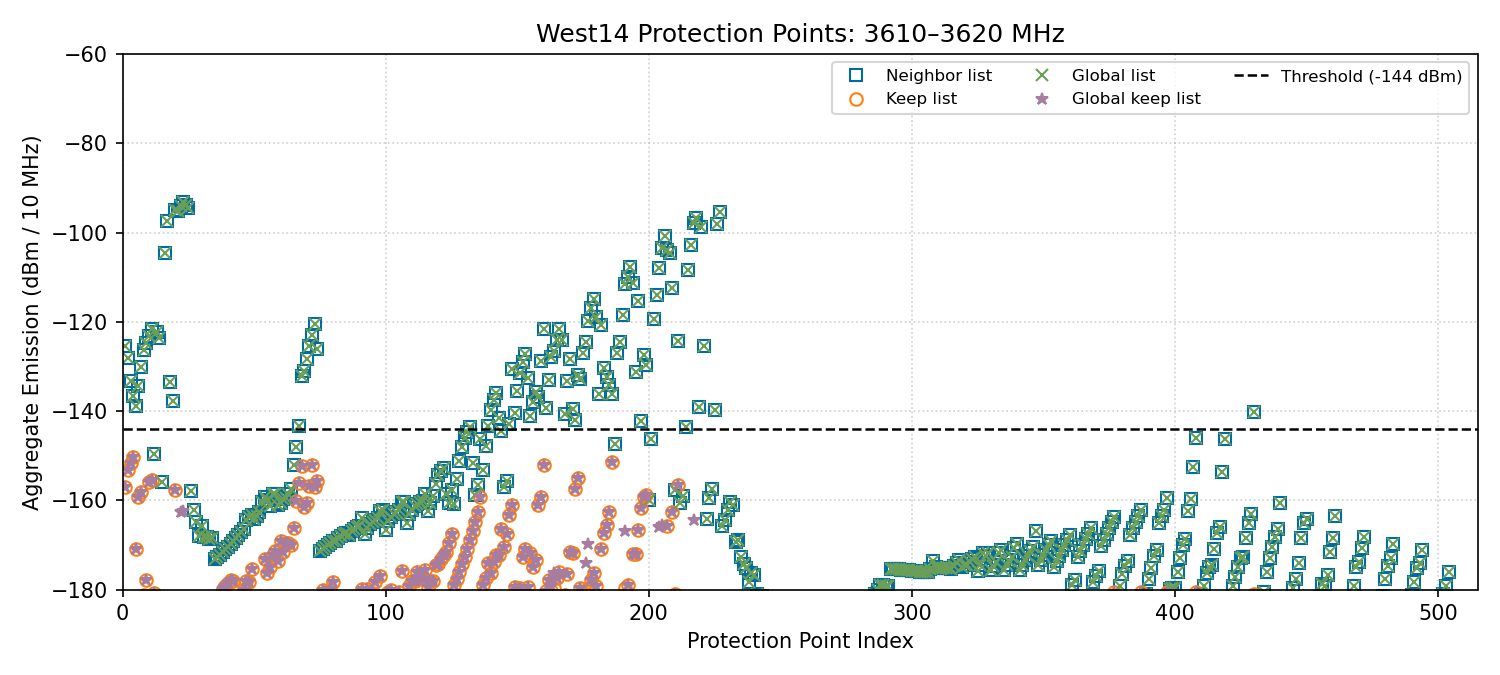 West14 Protection Points: 3610–3620 MHz
Neighbor list
Keep list
Global list
Global keep list
Threshold (-144 dBm)
Aggregate Emission (dBm / 10 MHz)
−60
−80
−100
−120
−140
−160
−180
0 100 200 300 400 500
Protection Point Index